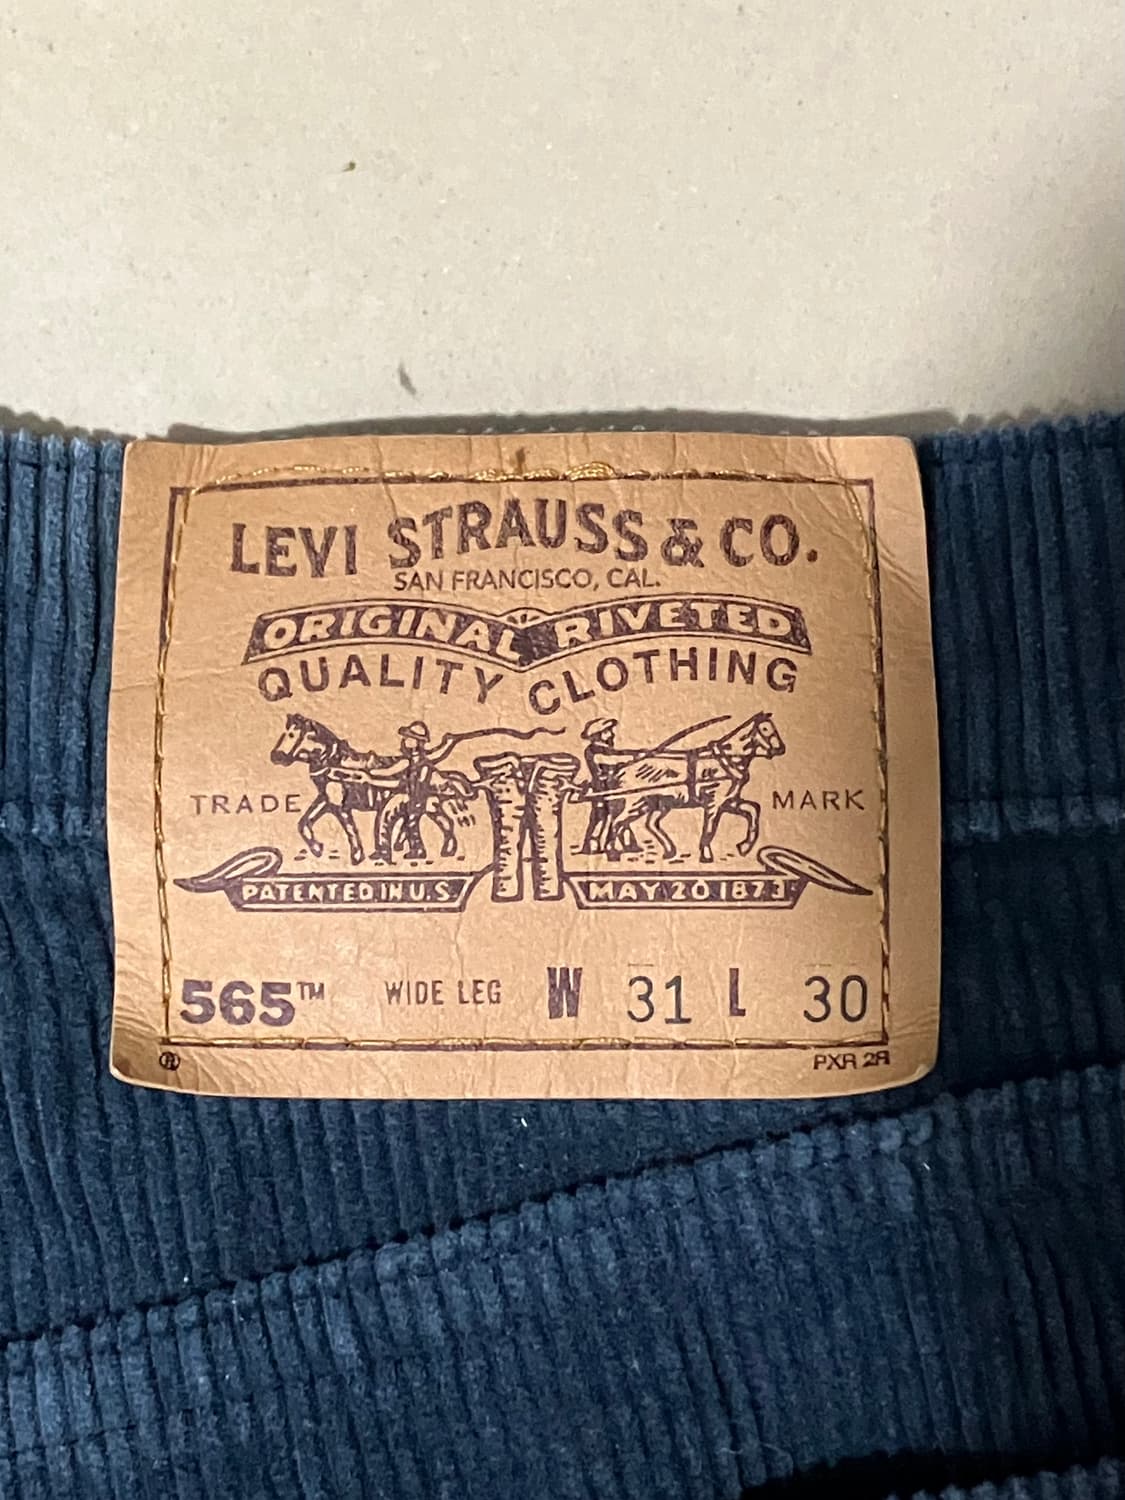 LEVI STRAUSS & CO.
SAN FRANCISCO, CAL.
ORIGINAL RIVETED
QUALITY CLOTHING
TRADE MARK
PATENTED IN U.S. MAY 20 1873
565™ WIDE LEG W 31 L 30
® PXR 2R